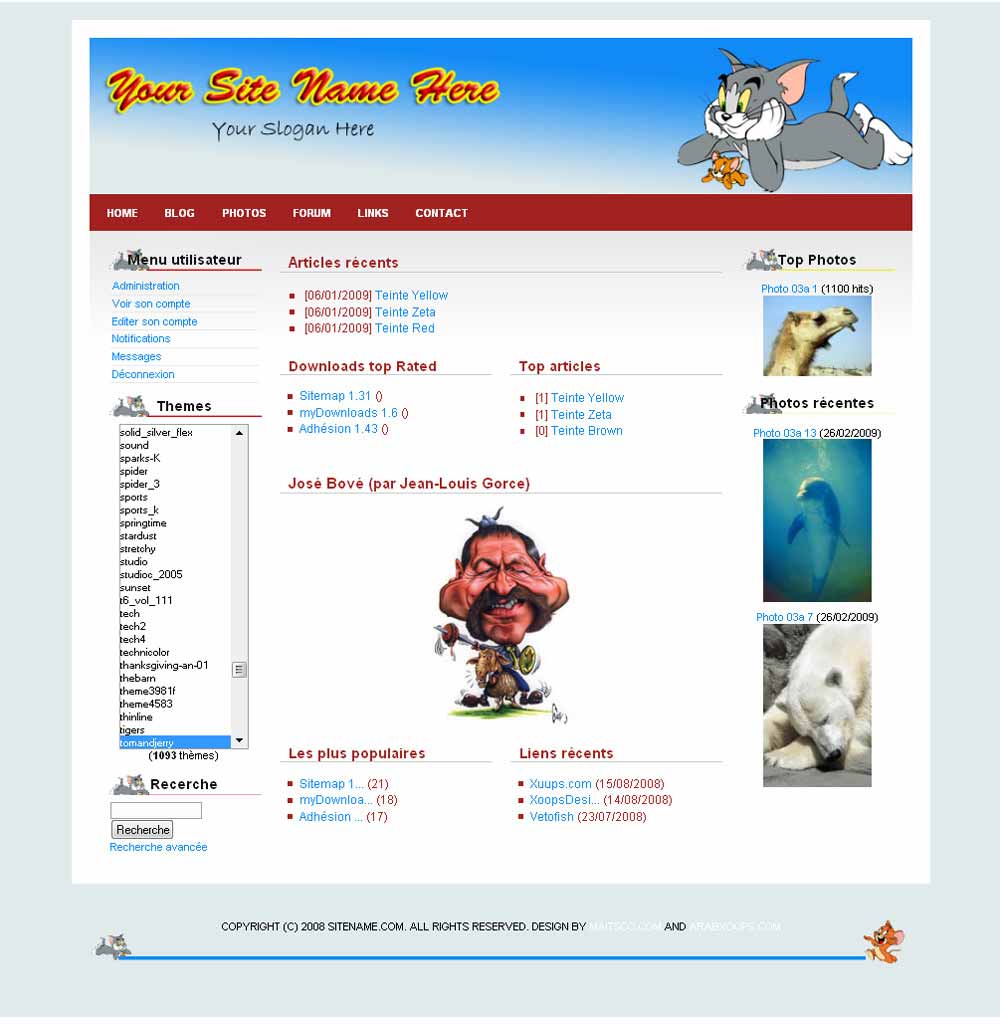 Your Site Name Here
Your Slogan Here
HOME BLOG PHOTOS FORUM LINKS CONTACT
Menu utilisateur
Administration
Voir son compte
Editer son compte
Notifications
Messages
Déconnexion
Themes
solid_silver_flex
sound
sparks-K
spider
spider_3
sports
sports_k
springtime
stardust
stretchy
studio
studioc_2005
sunset
t6_vol_111
tech
tech2
tech4
technicolor
thanksgiving-an-01
thebarn
theme3981f
theme4583
thinline
tigers
tomandjerry
(1093 thèmes)
Recerche
Recherche
Recherche avancée
Articles récents
[06/01/2009] Teinte Yellow
[06/01/2009] Teinte Zeta
[06/01/2009] Teinte Red
Downloads top Rated
Sitemap 1.31 ()
myDownloads 1.6 ()
Adhésion 1.43 ()
Top articles
[1] Teinte Yellow
[1] Teinte Zeta
[0] Teinte Brown
José Bové (par Jean-Louis Gorce)
Les plus populaires
Sitemap 1... (21)
myDownloa... (18)
Adhésion ... (17)
Liens récents
Xuups.com (15/08/2008)
XoopsDesi... (14/08/2008)
Vetofish (23/07/2008)
Top Photos
Photo 03a 1 (1100 hits)
Photos récentes
Photo 03a 13 (26/02/2009)
Photo 03a 7 (26/02/2009)
COPYRIGHT (C) 2008 SITENAME.COM. ALL RIGHTS RESERVED. DESIGN BY MAITSCO.COM AND ARABXOOPS.COM